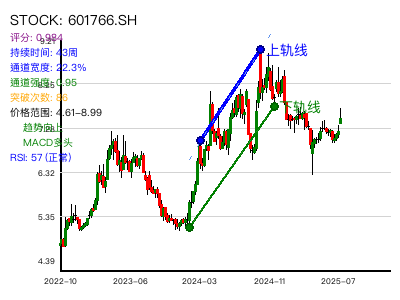 STOCK: 601766.SH
评分: 0.984
持续时间: 43周
通道宽度: 22.3%
通道强度: 0.95
突破次数: 86
价格范围: 4.61–8.99
趋势向上
MACD多头
RSI: 57 (正常)
上轨线
下轨线
6.32
5.35
4.39
2022–10
2023–06
2024–03
2024–11
2025–07